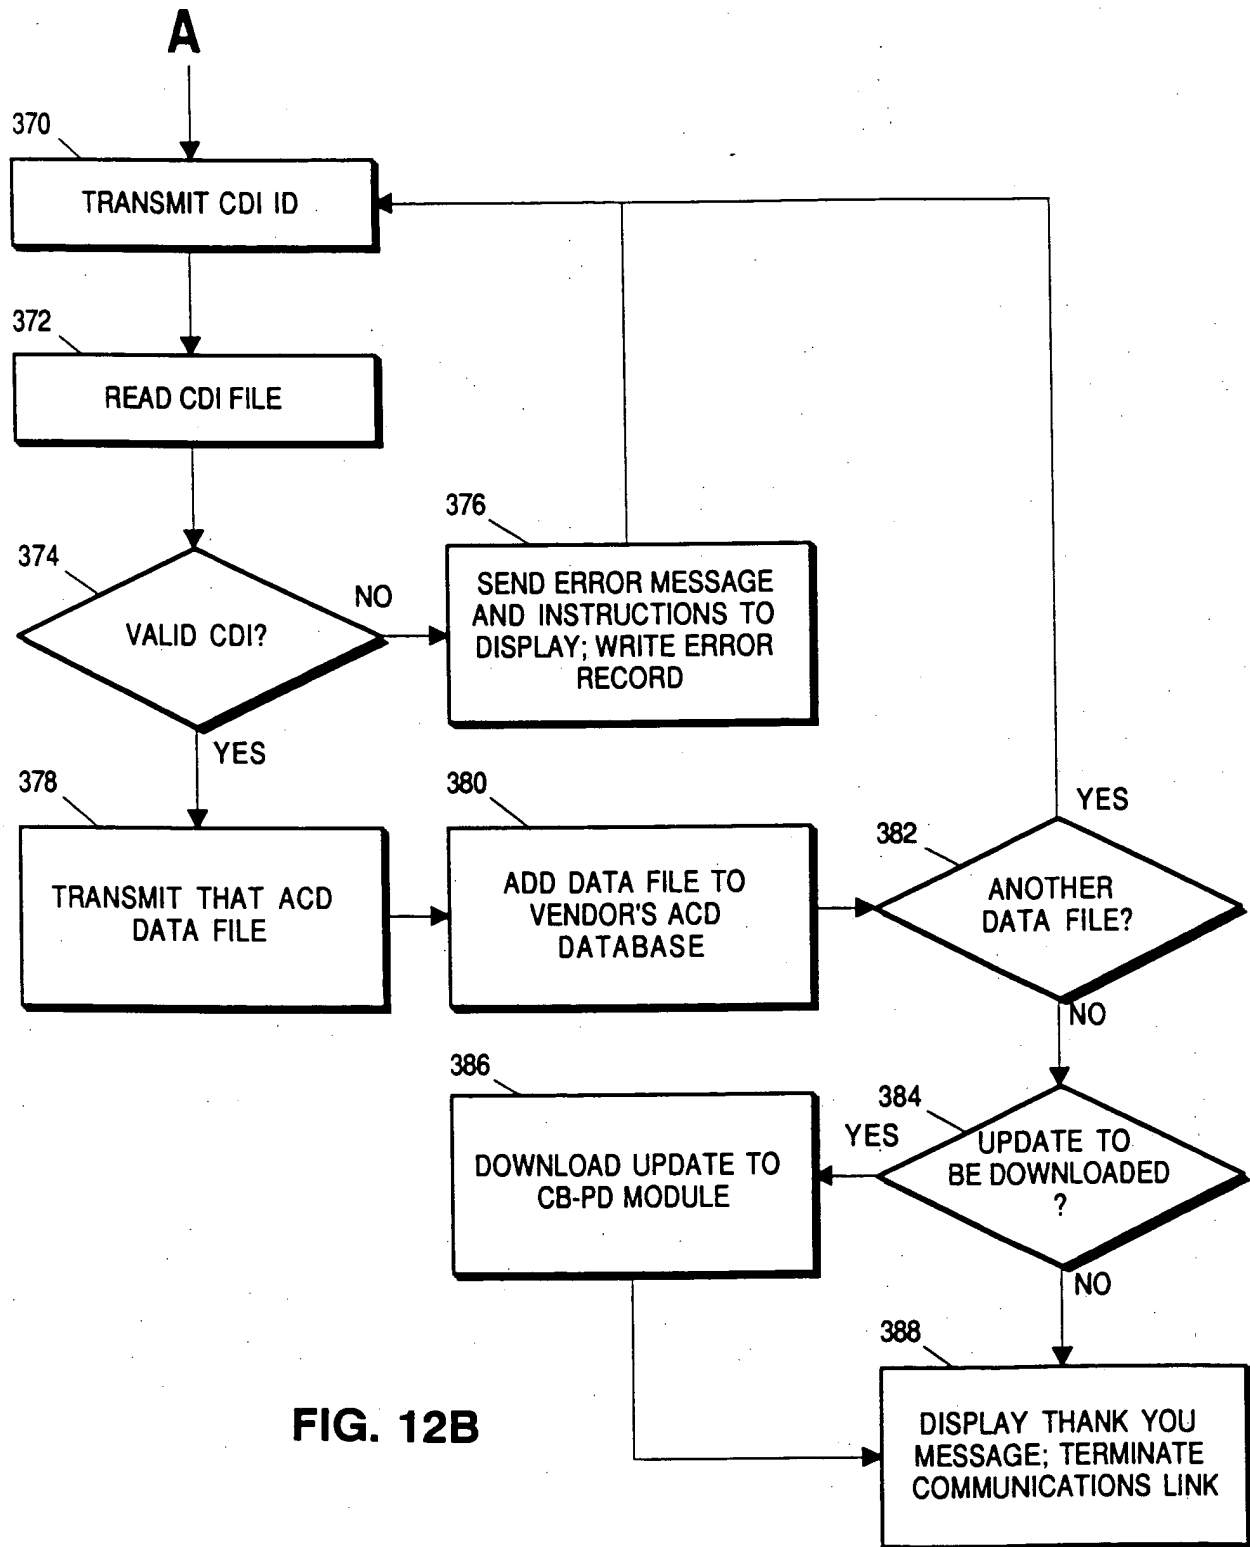 A
370
TRANSMIT CDI ID
372
READ CDI FILE
374
VALID CDI?
NO
YES
376
SEND ERROR MESSAGE
AND INSTRUCTIONS TO
DISPLAY; WRITE ERROR
RECORD
378
TRANSMIT THAT ACD
DATA FILE
380
ADD DATA FILE TO
VENDOR'S ACD
DATABASE
382
YES
ANOTHER
DATA FILE?
NO
384
YES
UPDATE TO
BE DOWNLOADED
?
NO
386
DOWNLOAD UPDATE TO
CB-PD MODULE
388
DISPLAY THANK YOU
MESSAGE; TERMINATE
COMMUNICATIONS LINK
FIG. 12B